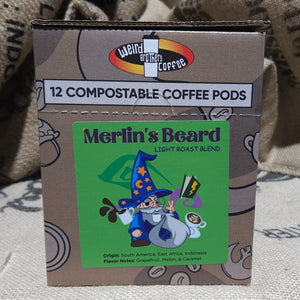 Weird Brothers
Coffee
12 COMPOSTABLE COFFEE PODS
Merlin's Beard
LIGHT ROAST BLEND
Origin: South America, East Africa, Indonesia
Flavor Notes: Grapefruit, Melon, & Caramel